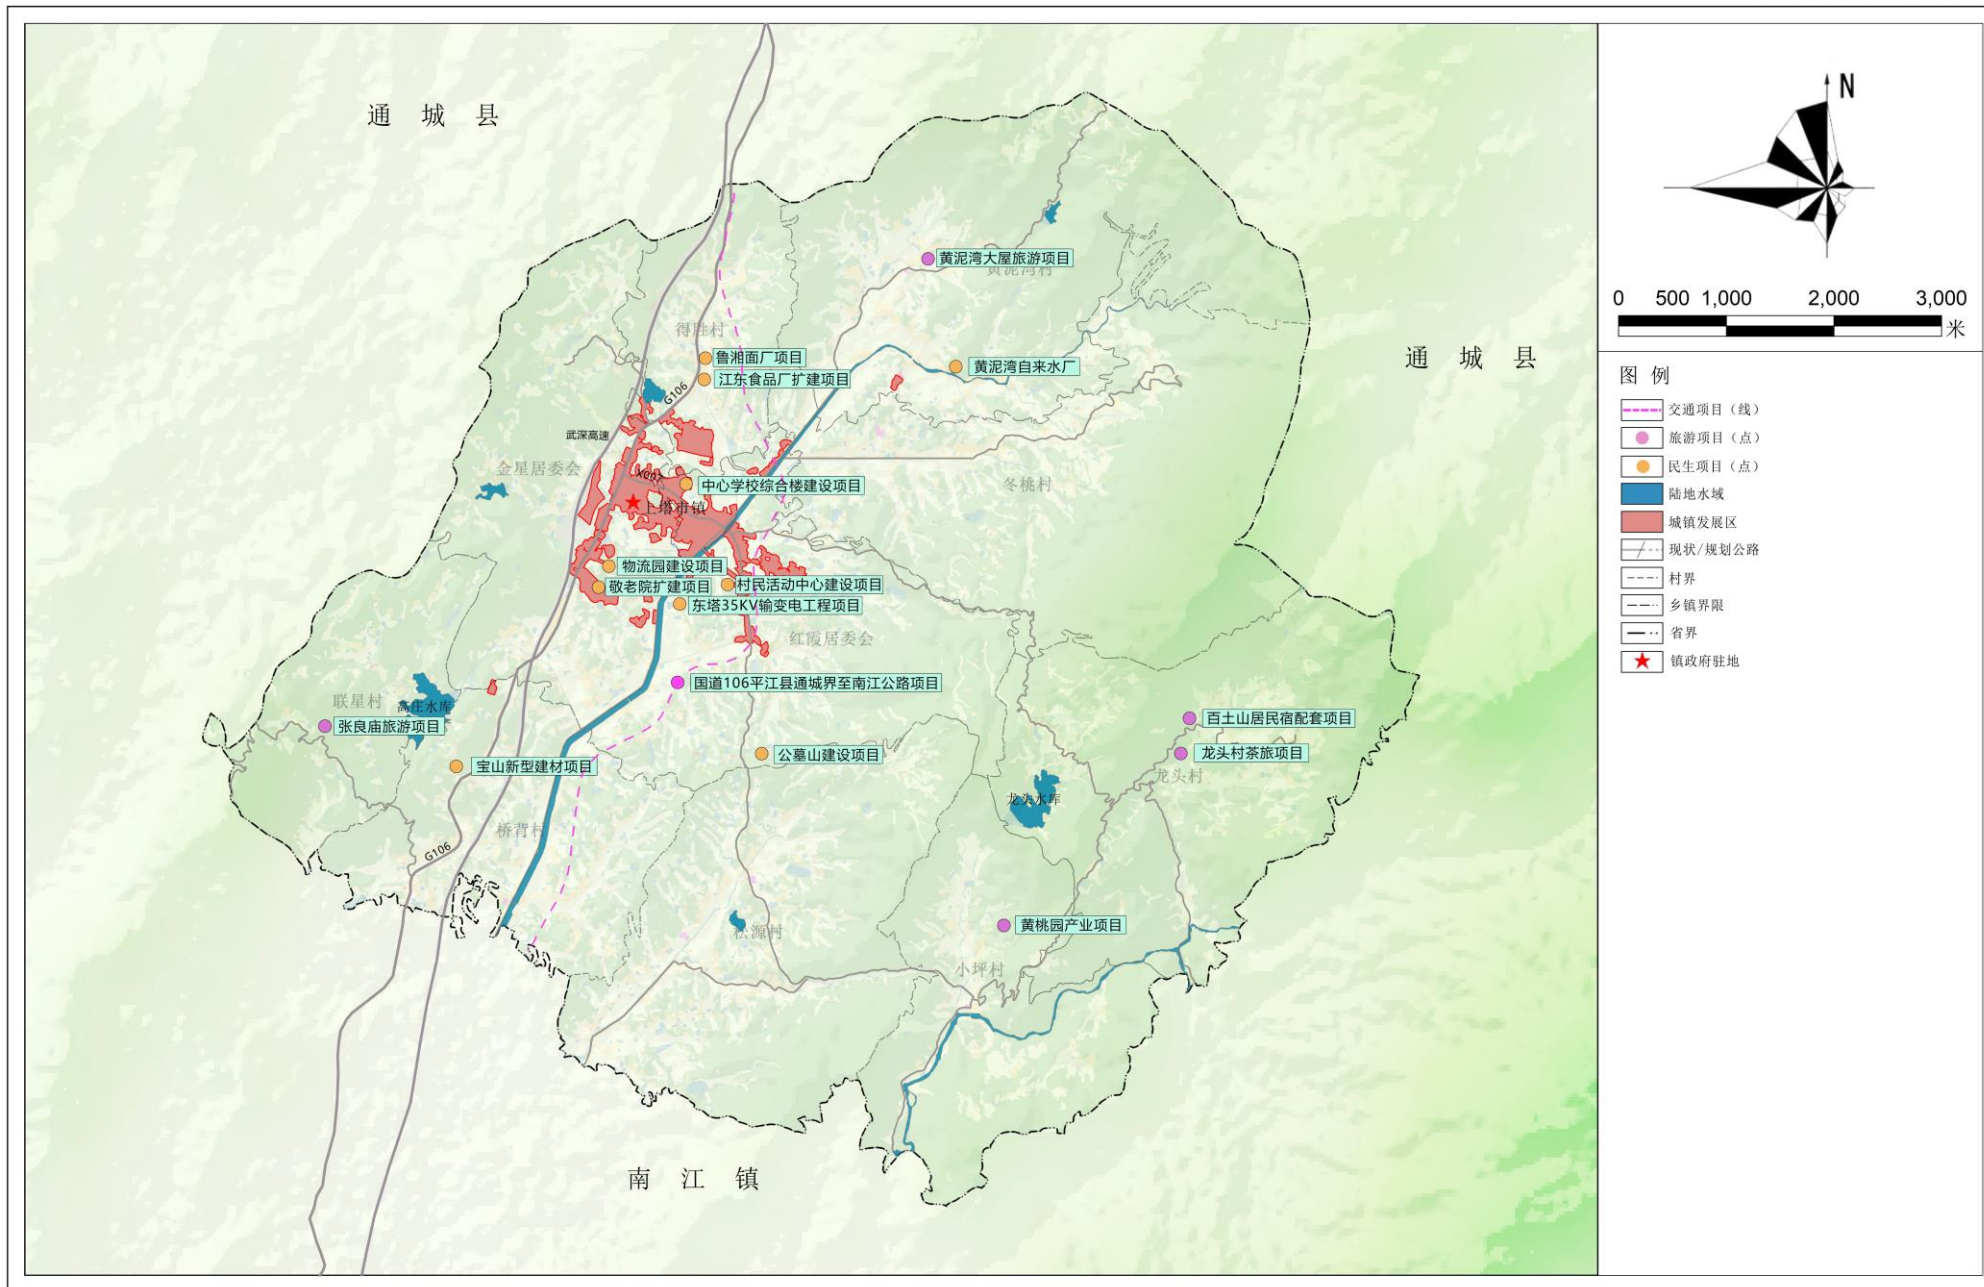 通城县
N
黄泥湾大屋旅游项目
黄泥湾村
0 500 1,000 2,000 3,000
米
得胜村
鲁湘面厂项目
江东食品厂扩建项目
G106
黄泥湾自来水厂
通城县
图例
交通项目（线）
旅游项目（点）
民生项目（点）
陆地水域
城镇发展区
现状/规划公路
村界
乡镇界限
省界
镇政府驻地
武深高速
金星居委会
X007
中心学校综合楼建设项目
冬桃村
上塔市镇
物流园建设项目
敬老院扩建项目
村民活动中心建设项目
东塔35KV输变电工程项目
红霞居委会
国道106平江县通城界至南江公路项目
联星村
高庄水库
张良庙旅游项目
百土山居民宿配套项目
龙头村茶旅项目
龙头村
公墓山建设项目
宝山新型建材项目
龙头水库
桥背村
G106
黄桃园产业项目
松源村
小坪村
南江镇